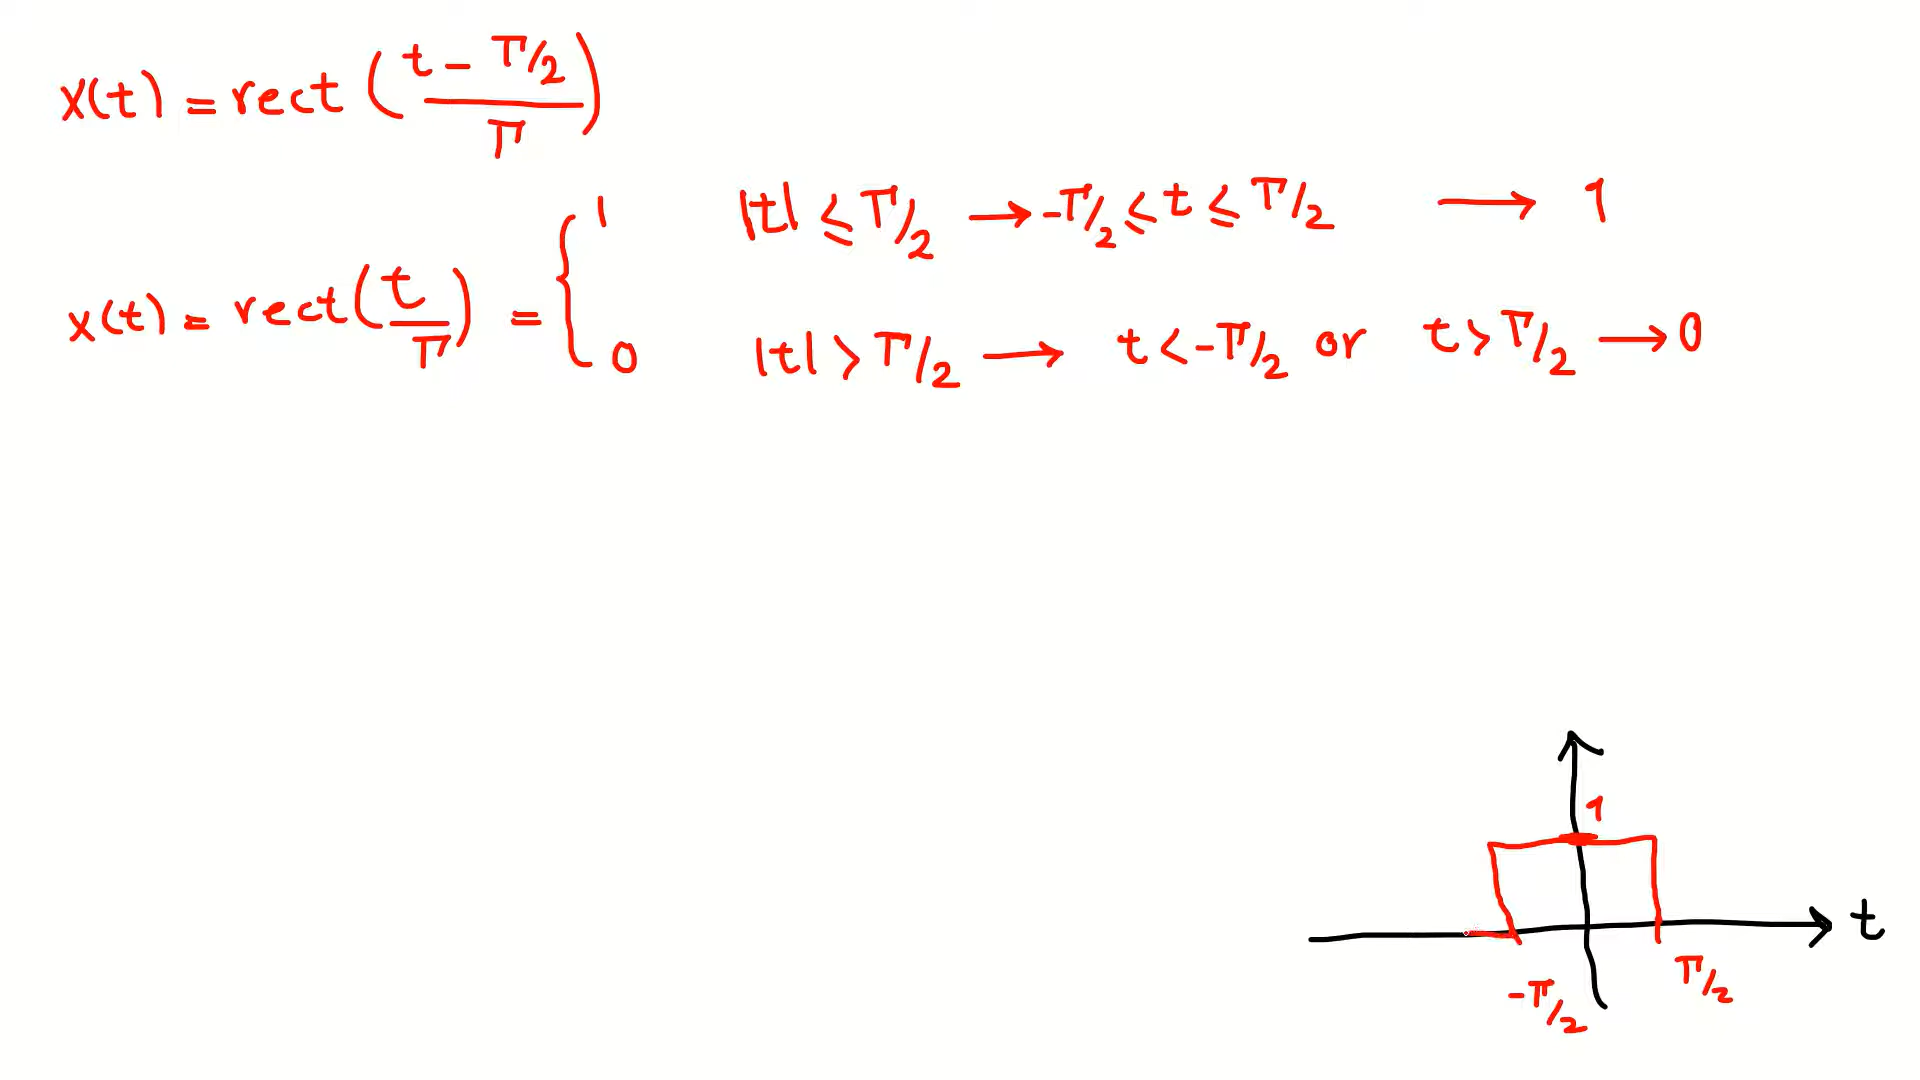 x(t) = rect ( (t - π/2) / π )
x(t) = rect ( t / π ) = {
1 |t| ≤ π/2 → -π/2 ≤ t ≤ π/2 → 1
0 |t| > π/2 → t < -π/2 or t > π/2 → 0
1
t
-π/2 π/2